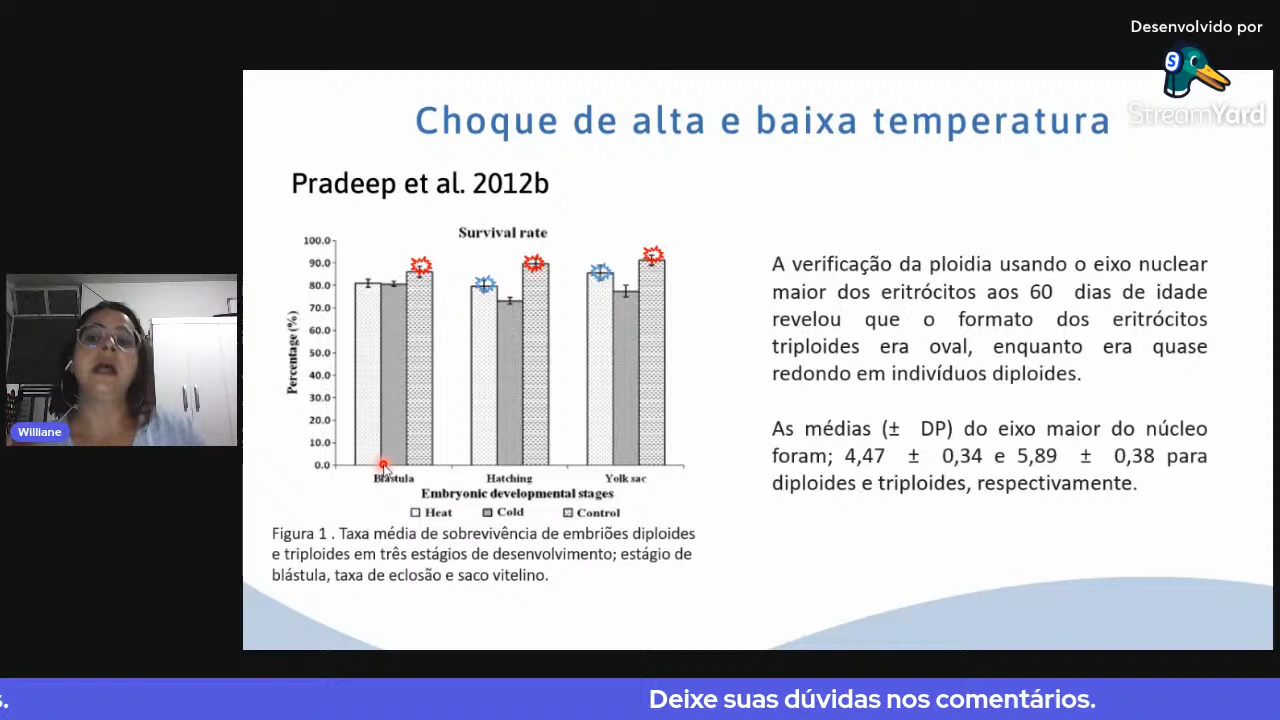 Desenvolvido por
StreamYard
Choque de alta e baixa temperatura
Pradeep et al. 2012b
Survival rate
100.0
90.0
80.0
70.0
60.0
50.0
40.0
30.0
20.0
10.0
0.0
Percentage (%)
Blastula
Hatching
Yolk sac
Embryonic developmental stages
Heat
Cold
Control
Figura 1 . Taxa média de sobrevivência de embriões diploides
e triploides em três estágios de desenvolvimento; estágio de
blástula, taxa de eclosão e saco vitelino.
A verificação da ploidia usando o eixo nuclear
maior dos eritrócitos aos 60 dias de idade
revelou que o formato dos eritrócitos
triploides era oval, enquanto era quase
redondo em indivíduos diploides.
As médias (± DP) do eixo maior do núcleo
foram; 4,47 ± 0,34 e 5,89 ± 0,38 para
diploides e triploides, respectivamente.
Williane
s.
Deixe suas dúvidas nos comentários.